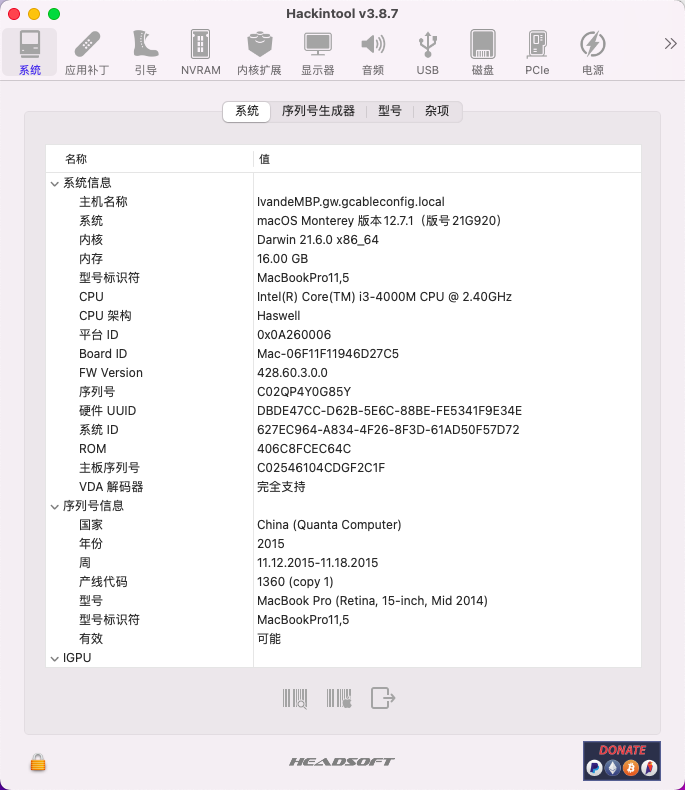 Hackintool v3.8.7
系统 应用补丁 引导 NVRAM 内核扩展 显示器 音频 USB 磁盘 PCIe 电源
系统 序列号生成器 型号 杂项
名称 值
系统信息
主机名称 IvandeMBP.gw.gcableconfig.local
系统 macOS Monterey 版本12.7.1（版号21G920）
内核 Darwin 21.6.0 x86_64
内存 16.00 GB
型号标识符 MacBookPro11,5
CPU Intel(R) Core(TM) i3-4000M CPU @ 2.40GHz
CPU 架构 Haswell
平台 ID 0x0A260006
Board ID Mac-06F11F11946D27C5
FW Version 428.60.3.0.0
序列号 C02QP4Y0G85Y
硬件 UUID DBDE47CC-D62B-5E6C-88BE-FE5341F9E34E
系统 ID 627EC964-A834-4F26-8F3D-61AD50F57D72
ROM 406C8FCEC64C
主板序列号 C02546104CDGF2C1F
VDA 解码器 完全支持
序列号信息
国家 China (Quanta Computer)
年份 2015
周 11.12.2015-11.18.2015
产线代码 1360 (copy 1)
型号 MacBook Pro (Retina, 15-inch, Mid 2014)
型号标识符 MacBookPro11,5
有效 可能
IGPU
HEADSOFT
DONATE